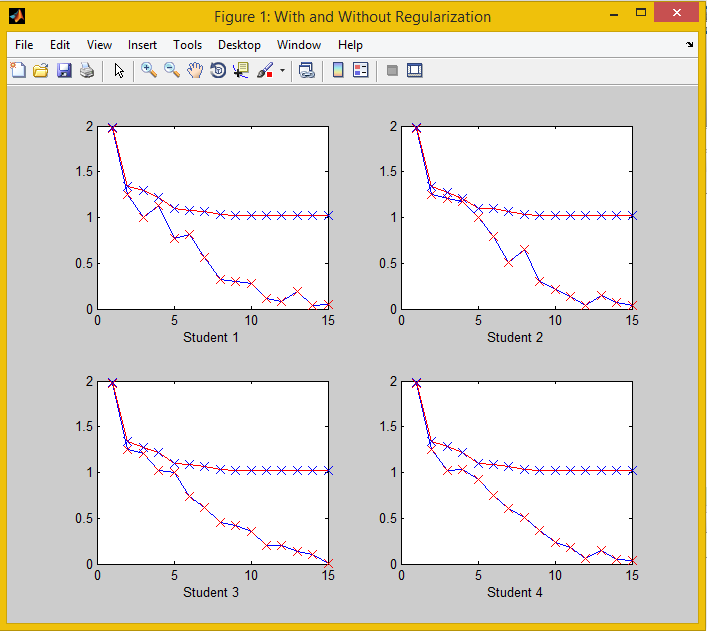 Figure 1: With and Without Regularization
File Edit View Insert Tools Desktop Window Help
2
1.5
1
0.5
0
0 5 10 15
Student 1
2
1.5
1
0.5
0
0 5 10 15
Student 2
2
1.5
1
0.5
0
0 5 10 15
Student 3
2
1.5
1
0.5
0
0 5 10 15
Student 4